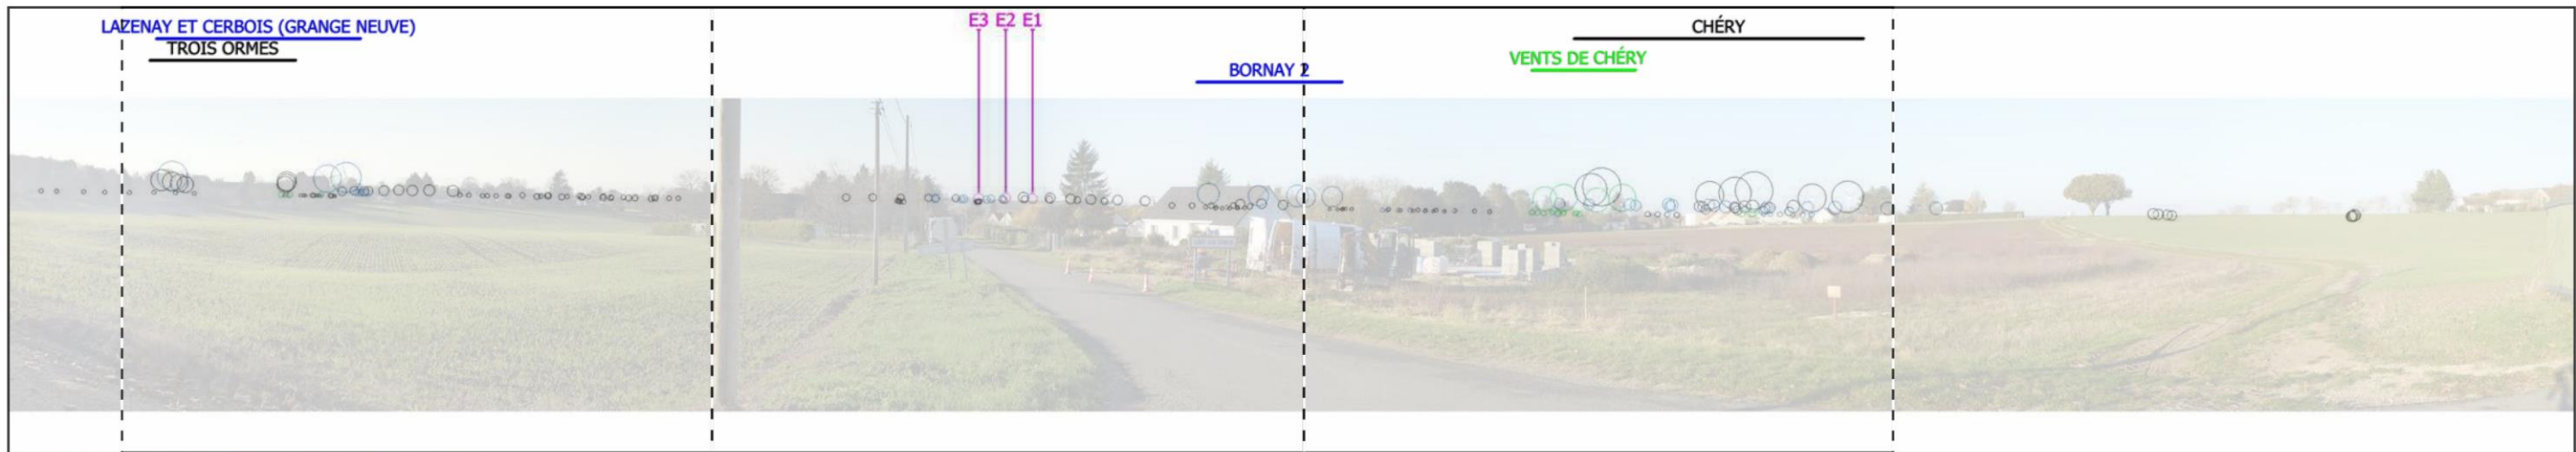 LAZENAY ET CERBOIS (GRANGE NEUVE)
TROIS ORMES
E3 E2 E1
BORNAY 2
CHÉRY
VENTS DE CHÉRY